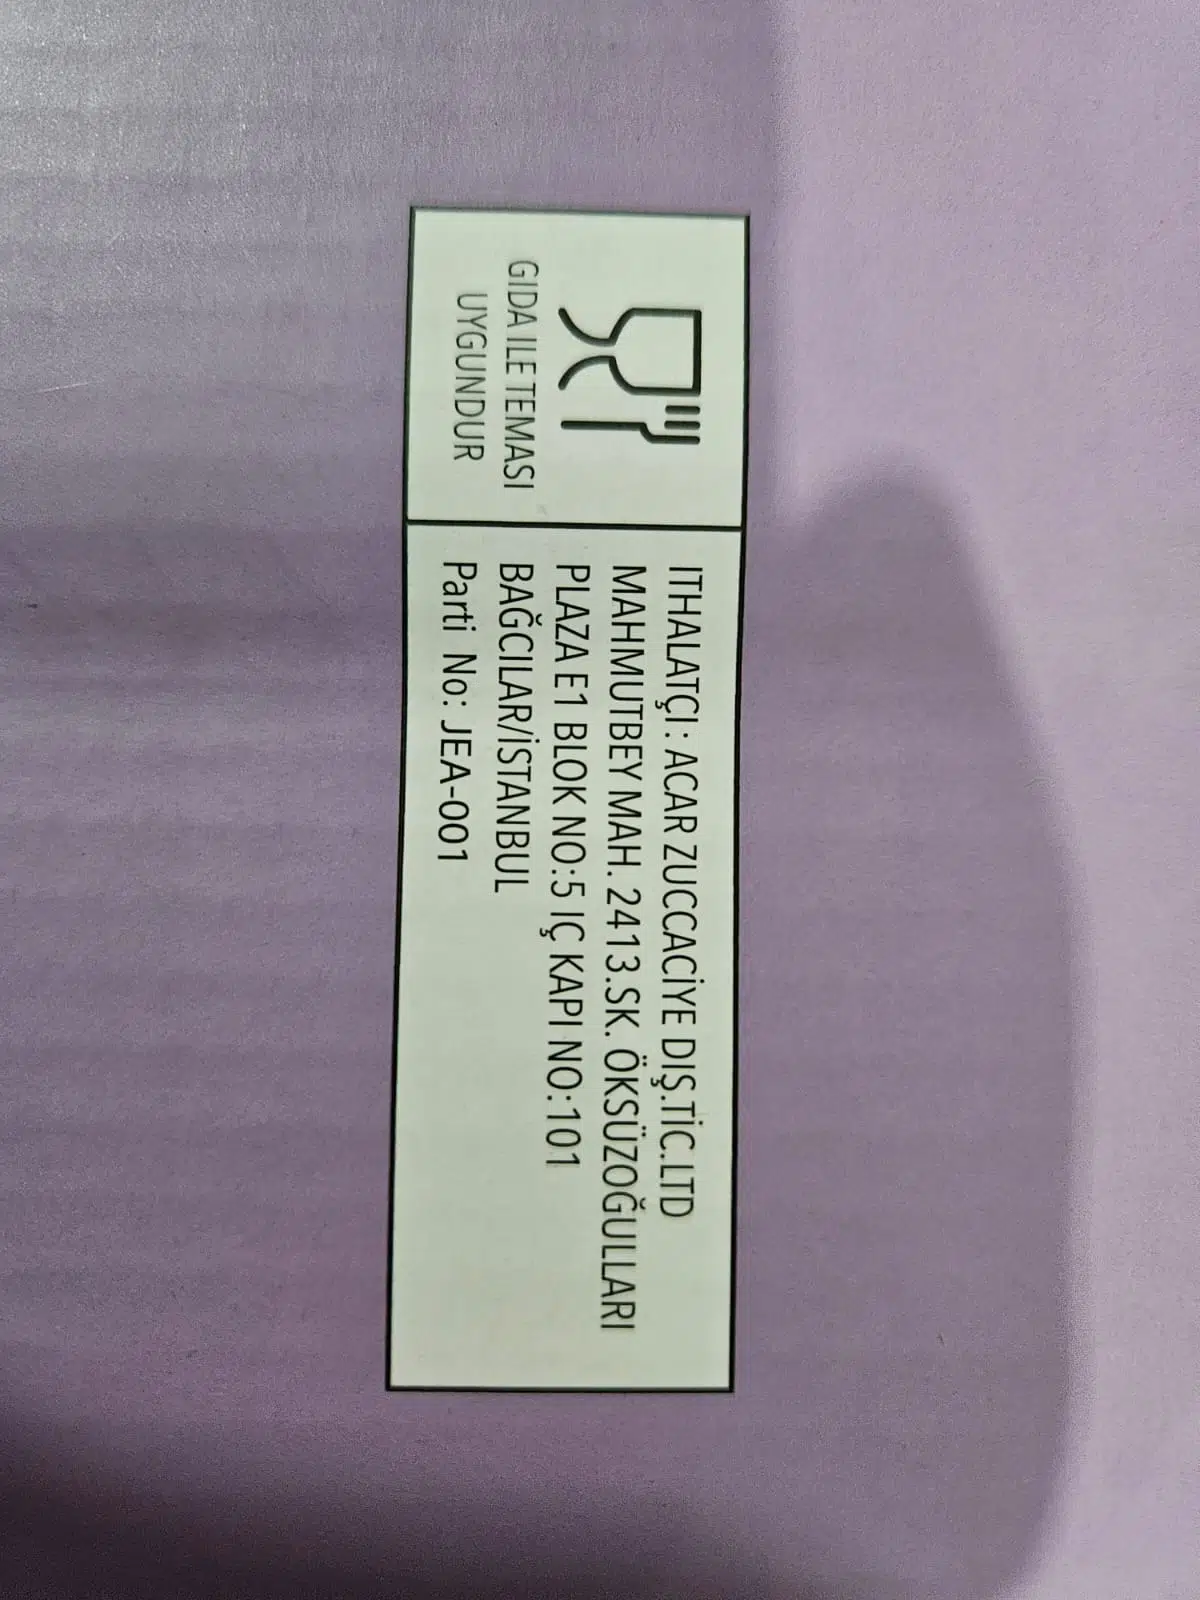 GIDA ILE TEMASI
UYGUNDUR
ITHALATÇI: ACAR ZUCCACİYE DIŞ.TİC.LTD
MAHMUTBEY MAH. 2413.SK. ÖKSÜZOĞULLARI
PLAZA E1 BLOK NO:5 IÇ KAPI NO:101
BAĞCILAR/İSTANBUL
Parti No: JEA-001